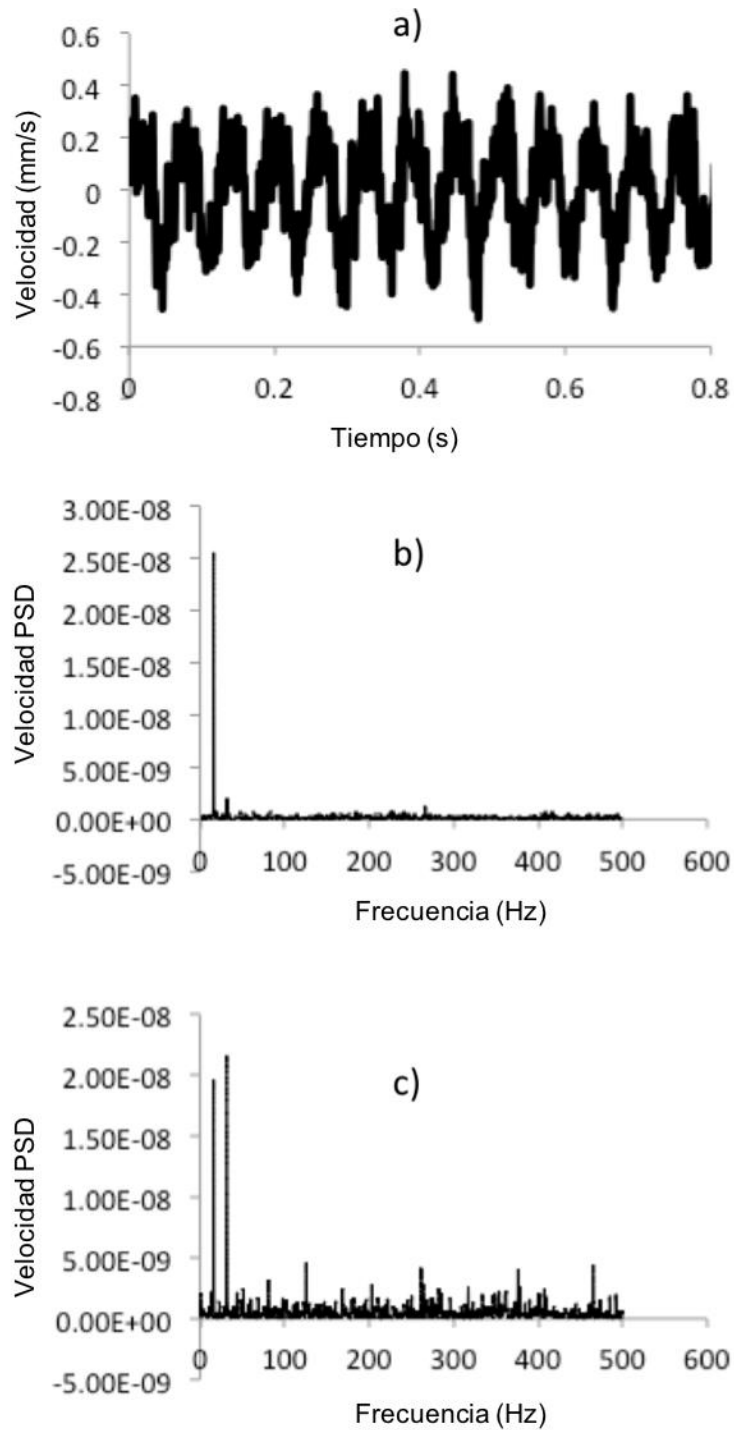 a)
0.6
0.4
0.2
0
-0.2
-0.4
-0.6
-0.8
Velocidad (mm/s)
0 0.2 0.4 0.6 0.8
Tiempo (s)
b)
3.00E-08
2.50E-08
2.00E-08
1.50E-08
1.00E-08
5.00E-09
0.00E+00
-5.00E-09
Velocidad PSD
0 100 200 300 400 500 600
Frecuencia (Hz)
c)
2.50E-08
2.00E-08
1.50E-08
1.00E-08
5.00E-09
0.00E+00
-5.00E-09
Velocidad PSD
0 100 200 300 400 500 600
Frecuencia (Hz)